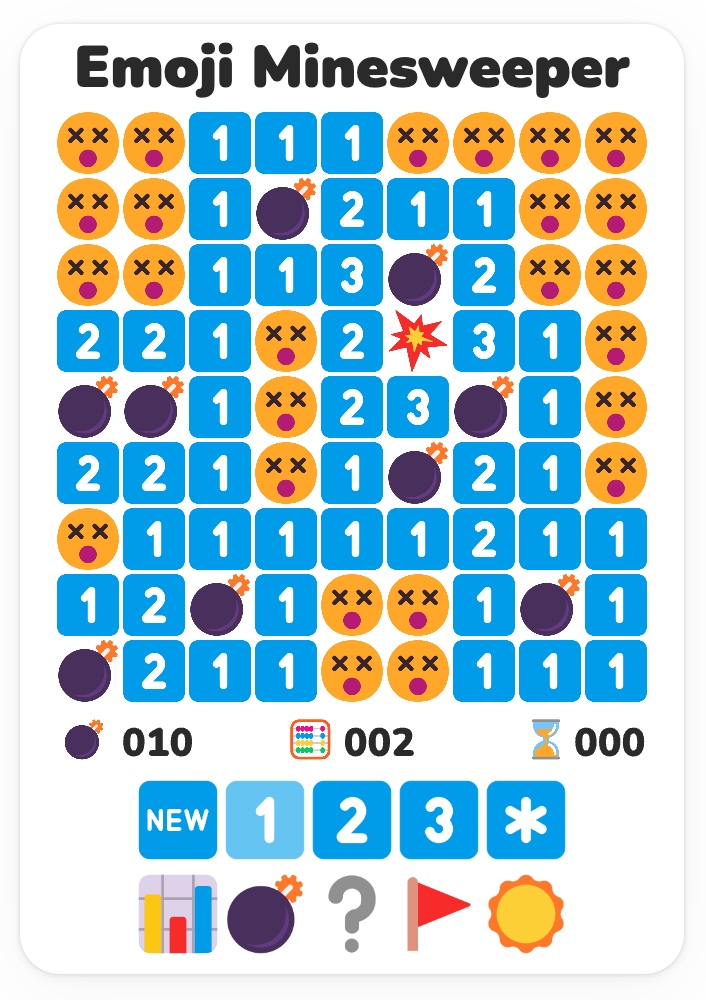 Emoji Minesweeper
1 1 1
1 2 1 1
1 1 3 2
2 2 1 2 3 1
1 2 3 1
2 2 1 1 2 1
1 1 1 1 1 2 1 1
1 2 1 1 1
2 1 1 1 1 1
010 002 000
NEW 1 2 3 *
?